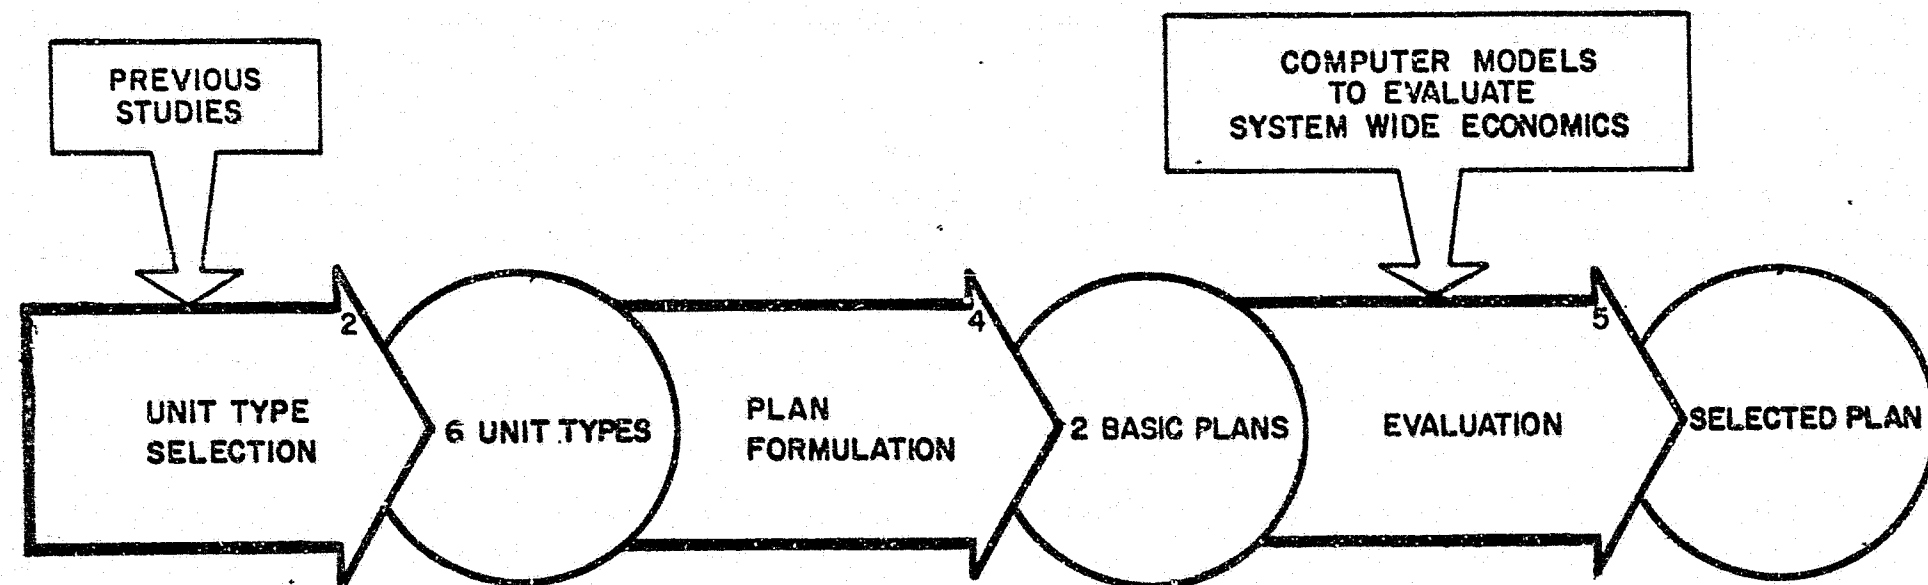 PREVIOUS
STUDIES
COMPUTER MODELS
TO EVALUATE
SYSTEM WIDE ECONOMICS
2
4
5
UNIT TYPE
SELECTION
6 UNIT TYPES
PLAN
FORMULATION
2 BASIC PLANS
EVALUATION
SELECTED PLAN